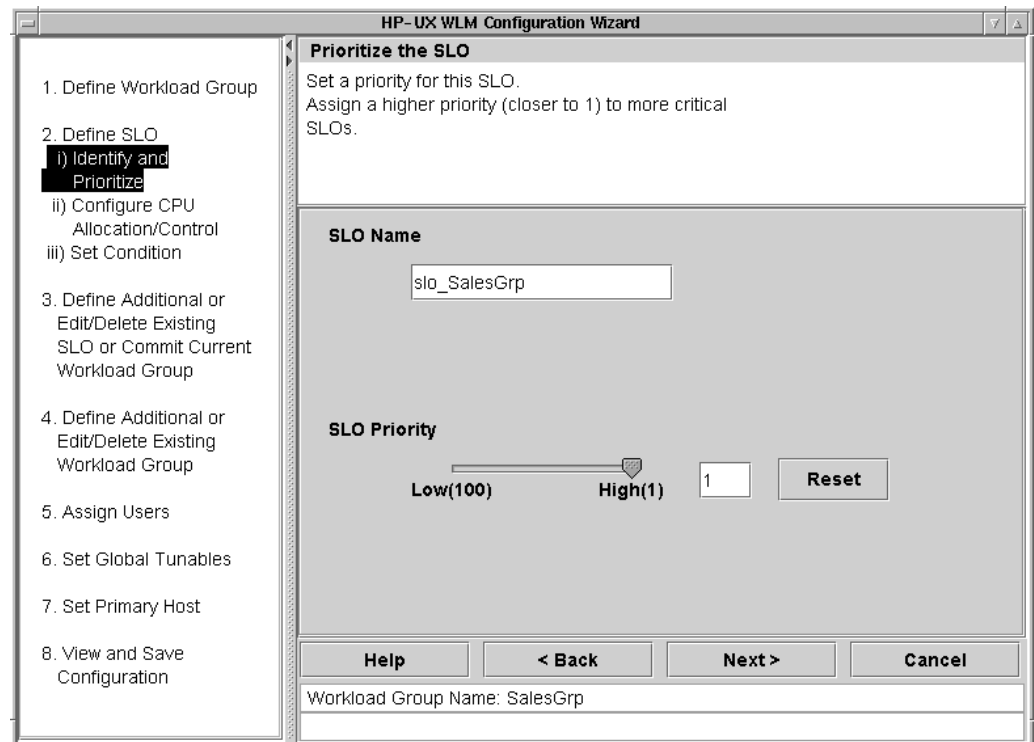 HP-UX WLM Configuration Wizard
1. Define Workload Group
2. Define SLO
i) Identify and
Prioritize
ii) Configure CPU
Allocation/Control
iii) Set Condition
3. Define Additional or
Edit/Delete Existing
SLO or Commit Current
Workload Group
4. Define Additional or
Edit/Delete Existing
Workload Group
5. Assign Users
6. Set Global Tunables
7. Set Primary Host
8. View and Save
Configuration
Prioritize the SLO
Set a priority for this SLO.
Assign a higher priority (closer to 1) to more critical
SLOs.
SLO Name
slo_SalesGrp
SLO Priority
Low(100) High(1) 1 Reset
Help < Back Next > Cancel
Workload Group Name: SalesGrp